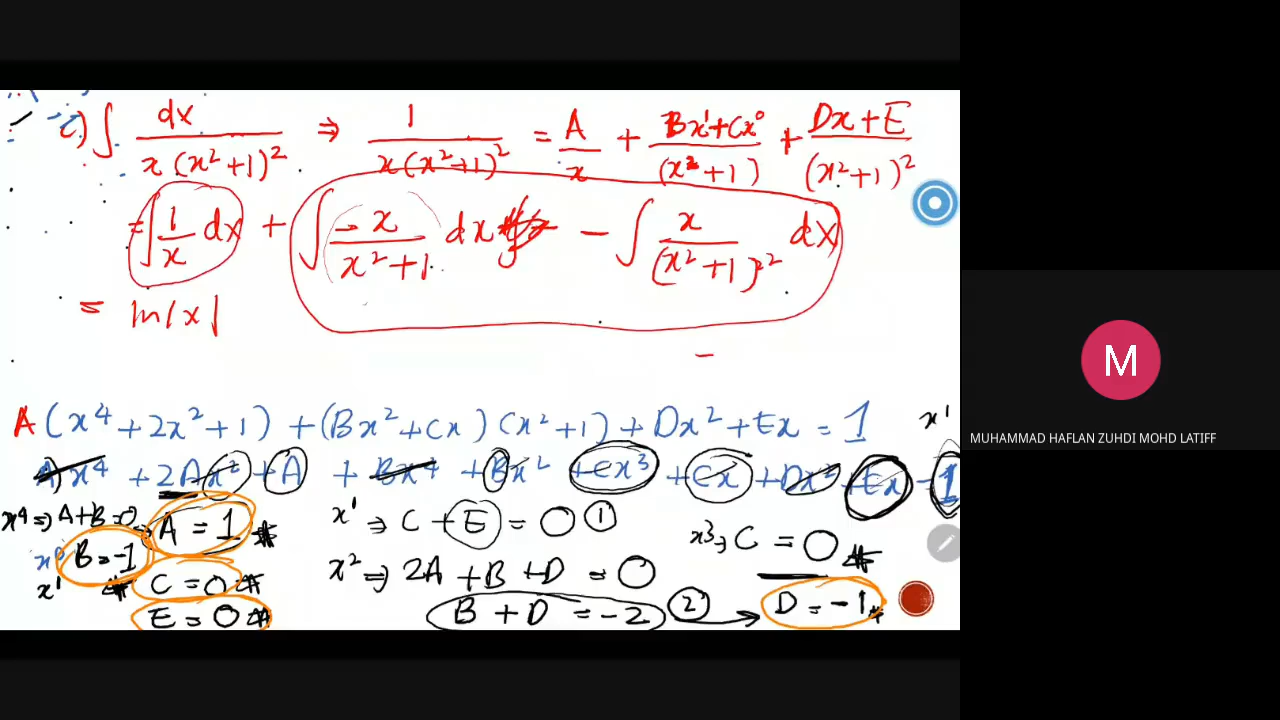 c) ∫ dx / x(x²+1)² ⇒ 1 / x(x²+1)² = A/x + Bx¹+Cx⁰ / (x²+1) + Dx+E / (x²+1)²
= ∫ 1/x dx + ∫ -x / x²+1 dx - ∫ x / (x²+1)² dx
= ln|x|
-
A(x⁴+2x²+1) + (Bx²+Cx)(x²+1) + Dx²+Ex = 1
Ax⁴ + 2Ax² + A + Bx⁴ + Bx² + Cx³ + Cx + Dx² + Ex = 1
x¹
x⁴ ⇒ A+B=0 → A = 1 #
x⁰ B=-1 #
x¹ C=0 #
E=0 #
x¹ ⇒ C+E = 0 ①
x² ⇒ 2A+B+D = 0
B+D = -2 ② →
x³ ⇒ C = 0 #
D = -1 #
M
MUHAMMAD HAFLAN ZUHDI MOHD LATIFF